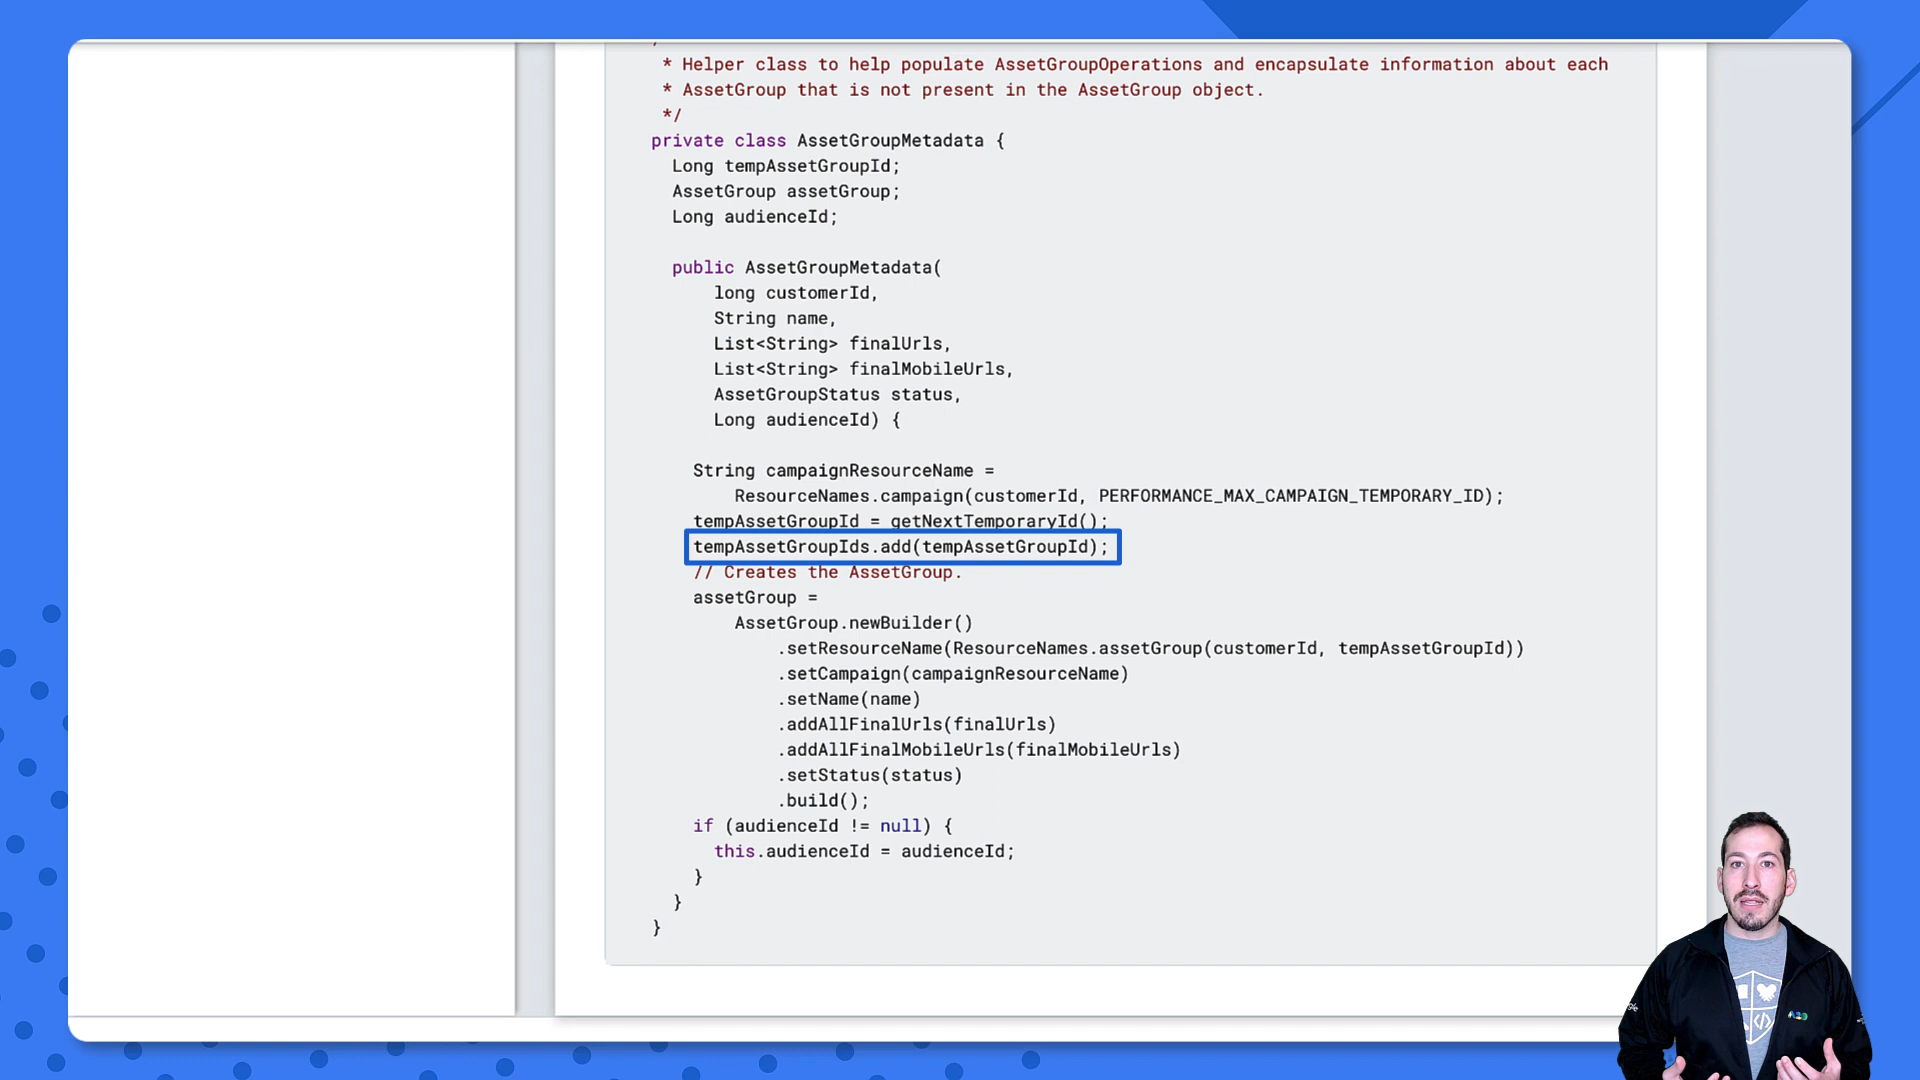 * Helper class to help populate AssetGroupOperations and encapsulate information about each
* AssetGroup that is not present in the AssetGroup object.
*/
private class AssetGroupMetadata {
Long tempAssetGroupId;
AssetGroup assetGroup;
Long audienceId;
public AssetGroupMetadata(
long customerId,
String name,
List<String> finalUrls,
List<String> finalMobileUrls,
AssetGroupStatus status,
Long audienceId) {
String campaignResourceName =
ResourceNames.campaign(customerId, PERFORMANCE_MAX_CAMPAIGN_TEMPORARY_ID);
tempAssetGroupId = getNextTemporaryId();
tempAssetGroupIds.add(tempAssetGroupId);
// Creates the AssetGroup.
assetGroup =
AssetGroup.newBuilder()
.setResourceName(ResourceNames.assetGroup(customerId, tempAssetGroupId))
.setCampaign(campaignResourceName)
.setName(name)
.addAllFinalUrls(finalUrls)
.addAllFinalMobileUrls(finalMobileUrls)
.setStatus(status)
.build();
if (audienceId != null) {
this.audienceId = audienceId;
}
}
}